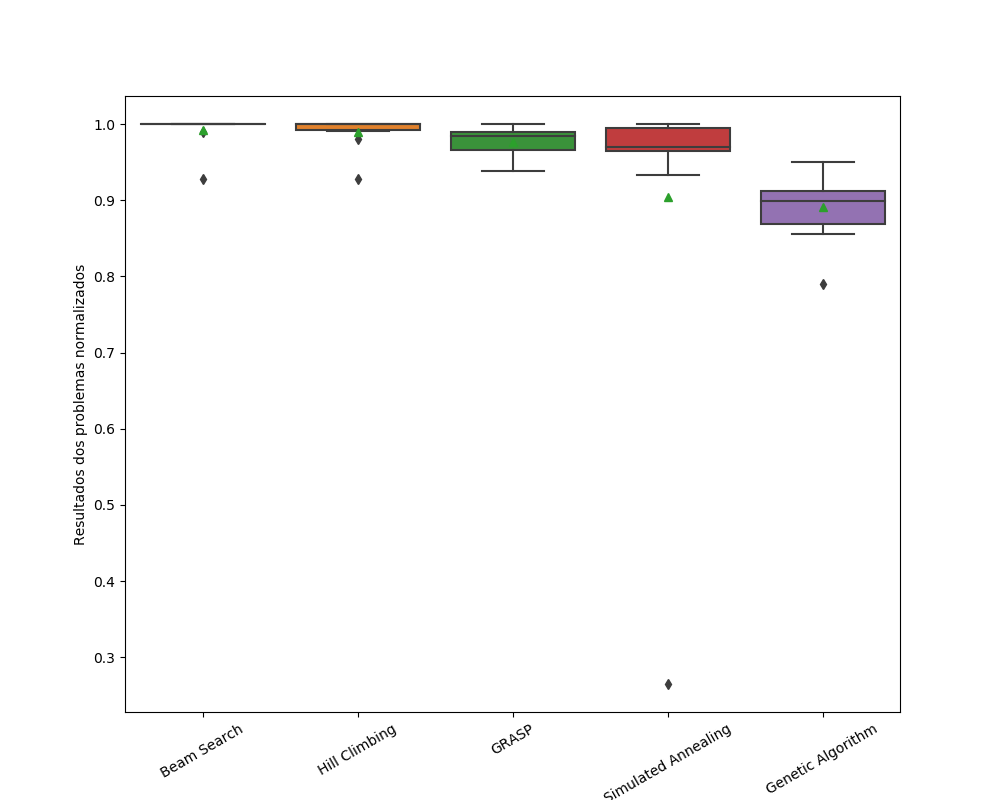 Resultados dos problemas normalizados
1.0
0.9
0.8
0.7
0.6
0.5
0.4
0.3
Beam Search
Hill Climbing
GRASP
Simulated Annealing
Genetic Algorithm